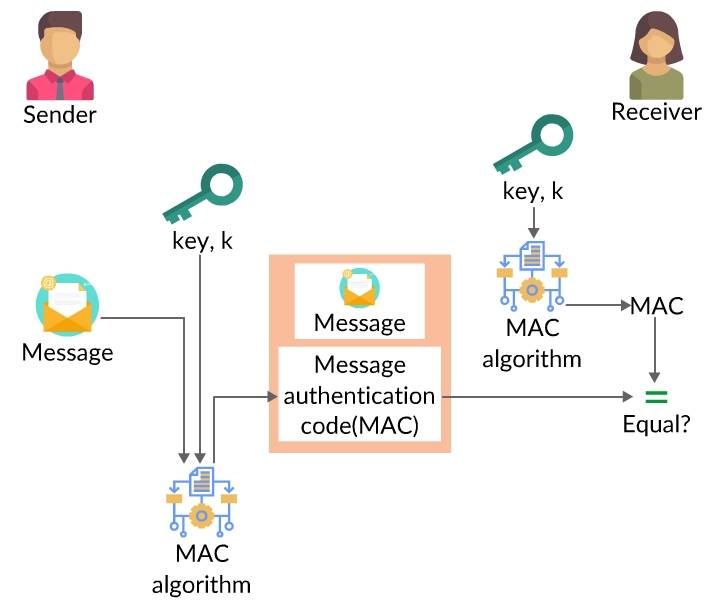 Sender
Receiver
key, k
key, k
Message
Message
Message
authentication
code(MAC)
MAC
algorithm
MAC
Equal?
MAC
algorithm